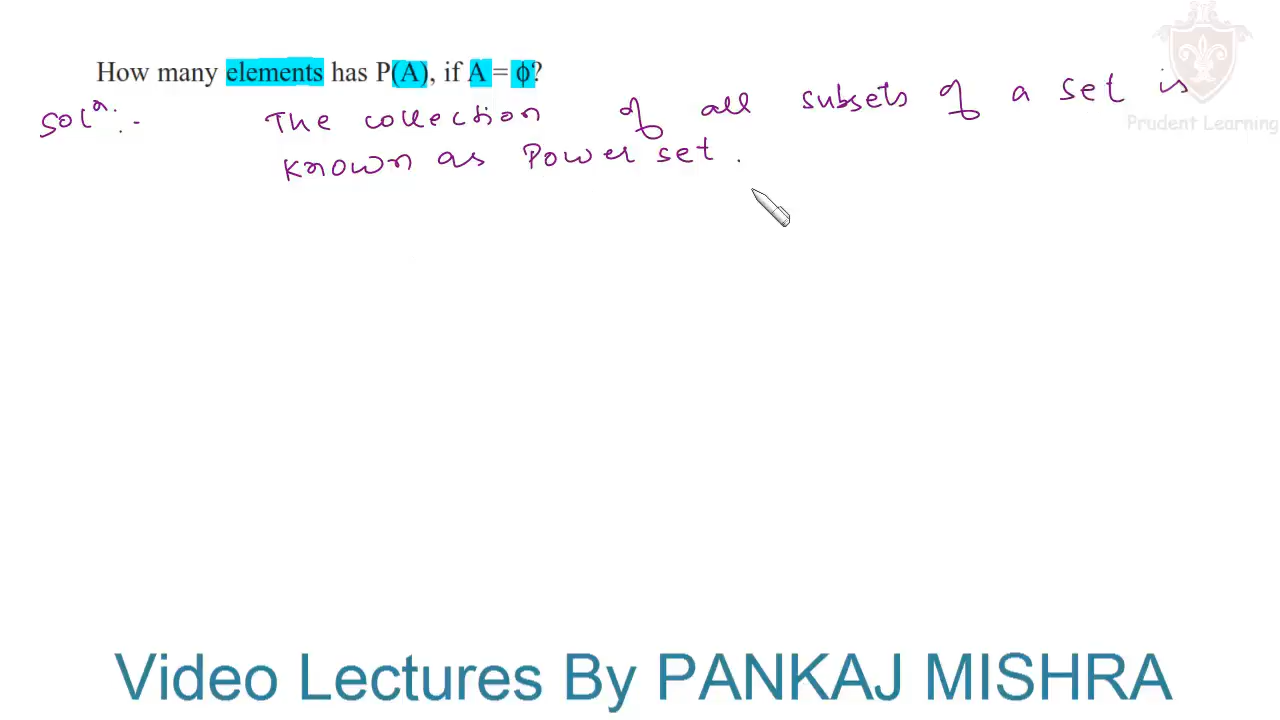 How many elements has P(A), if A = ϕ?
Solⁿ:- The collection of all subsets of a set is
known as Power set.
Prudent Learning
Video Lectures By PANKAJ MISHRA